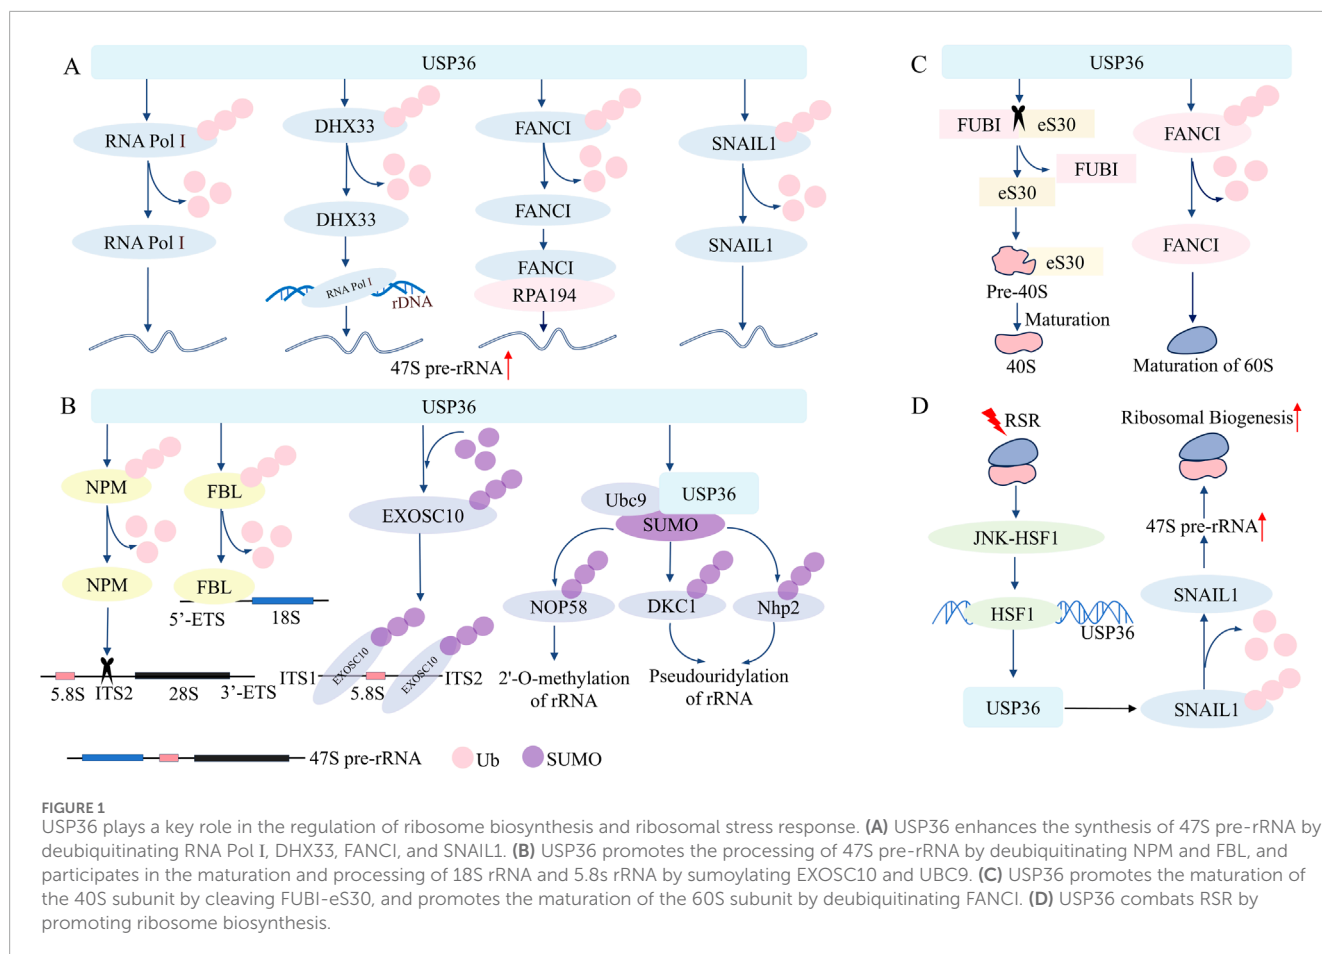 A
USP36
RNA Pol I
RNA Pol I
DHX33
DHX33
RNA Pol I
rDNA
FANCI
FANCI
FANCI
RPA194
SNAIL1
SNAIL1
47S pre-rRNA
B
USP36
NPM
NPM
5.8S
ITS2
28S
3’-ETS
FBL
FBL
5’-ETS
18S
EXOSC10
ITS1
EXOSC10
5.8S
EXOSC10
ITS2
Ubc9
USP36
SUMO
NOP58
DKC1
Nhp2
2'-O-methylation
of rRNA
Pseudouridylation
of rRNA
47S pre-rRNA
Ub
SUMO
C
USP36
FUBI
eS30
FUBI
eS30
eS30
Pre-40S
Maturation
40S
FANCI
FANCI
Maturation of 60S
D
RSR
JNK-HSF1
HSF1
USP36
USP36
SNAIL1
SNAIL1
47S pre-rRNA
Ribosomal Biogenesis
FIGURE 1
USP36 plays a key role in the regulation of ribosome biosynthesis and ribosomal stress response. (A) USP36 enhances the synthesis of 47S pre-rRNA by
deubiquitinating RNA Pol I, DHX33, FANCI, and SNAIL1. (B) USP36 promotes the processing of 47S pre-rRNA by deubiquitinating NPM and FBL, and
participates in the maturation and processing of 18S rRNA and 5.8s rRNA by sumoylating EXOSC10 and UBC9. (C) USP36 promotes the maturation of
the 40S subunit by cleaving FUBI-eS30, and promotes the maturation of the 60S subunit by deubiquitinating FANCI. (D) USP36 combats RSR by
promoting ribosome biosynthesis.